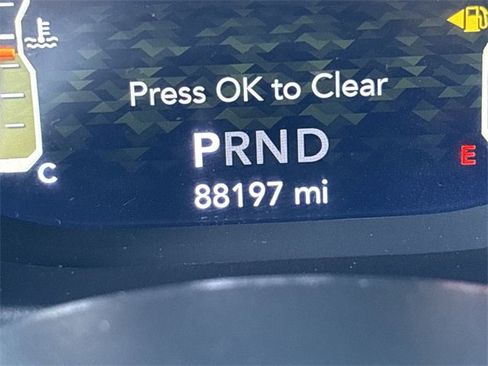 Press OK to Clear
PRND
C
E
88197 mi